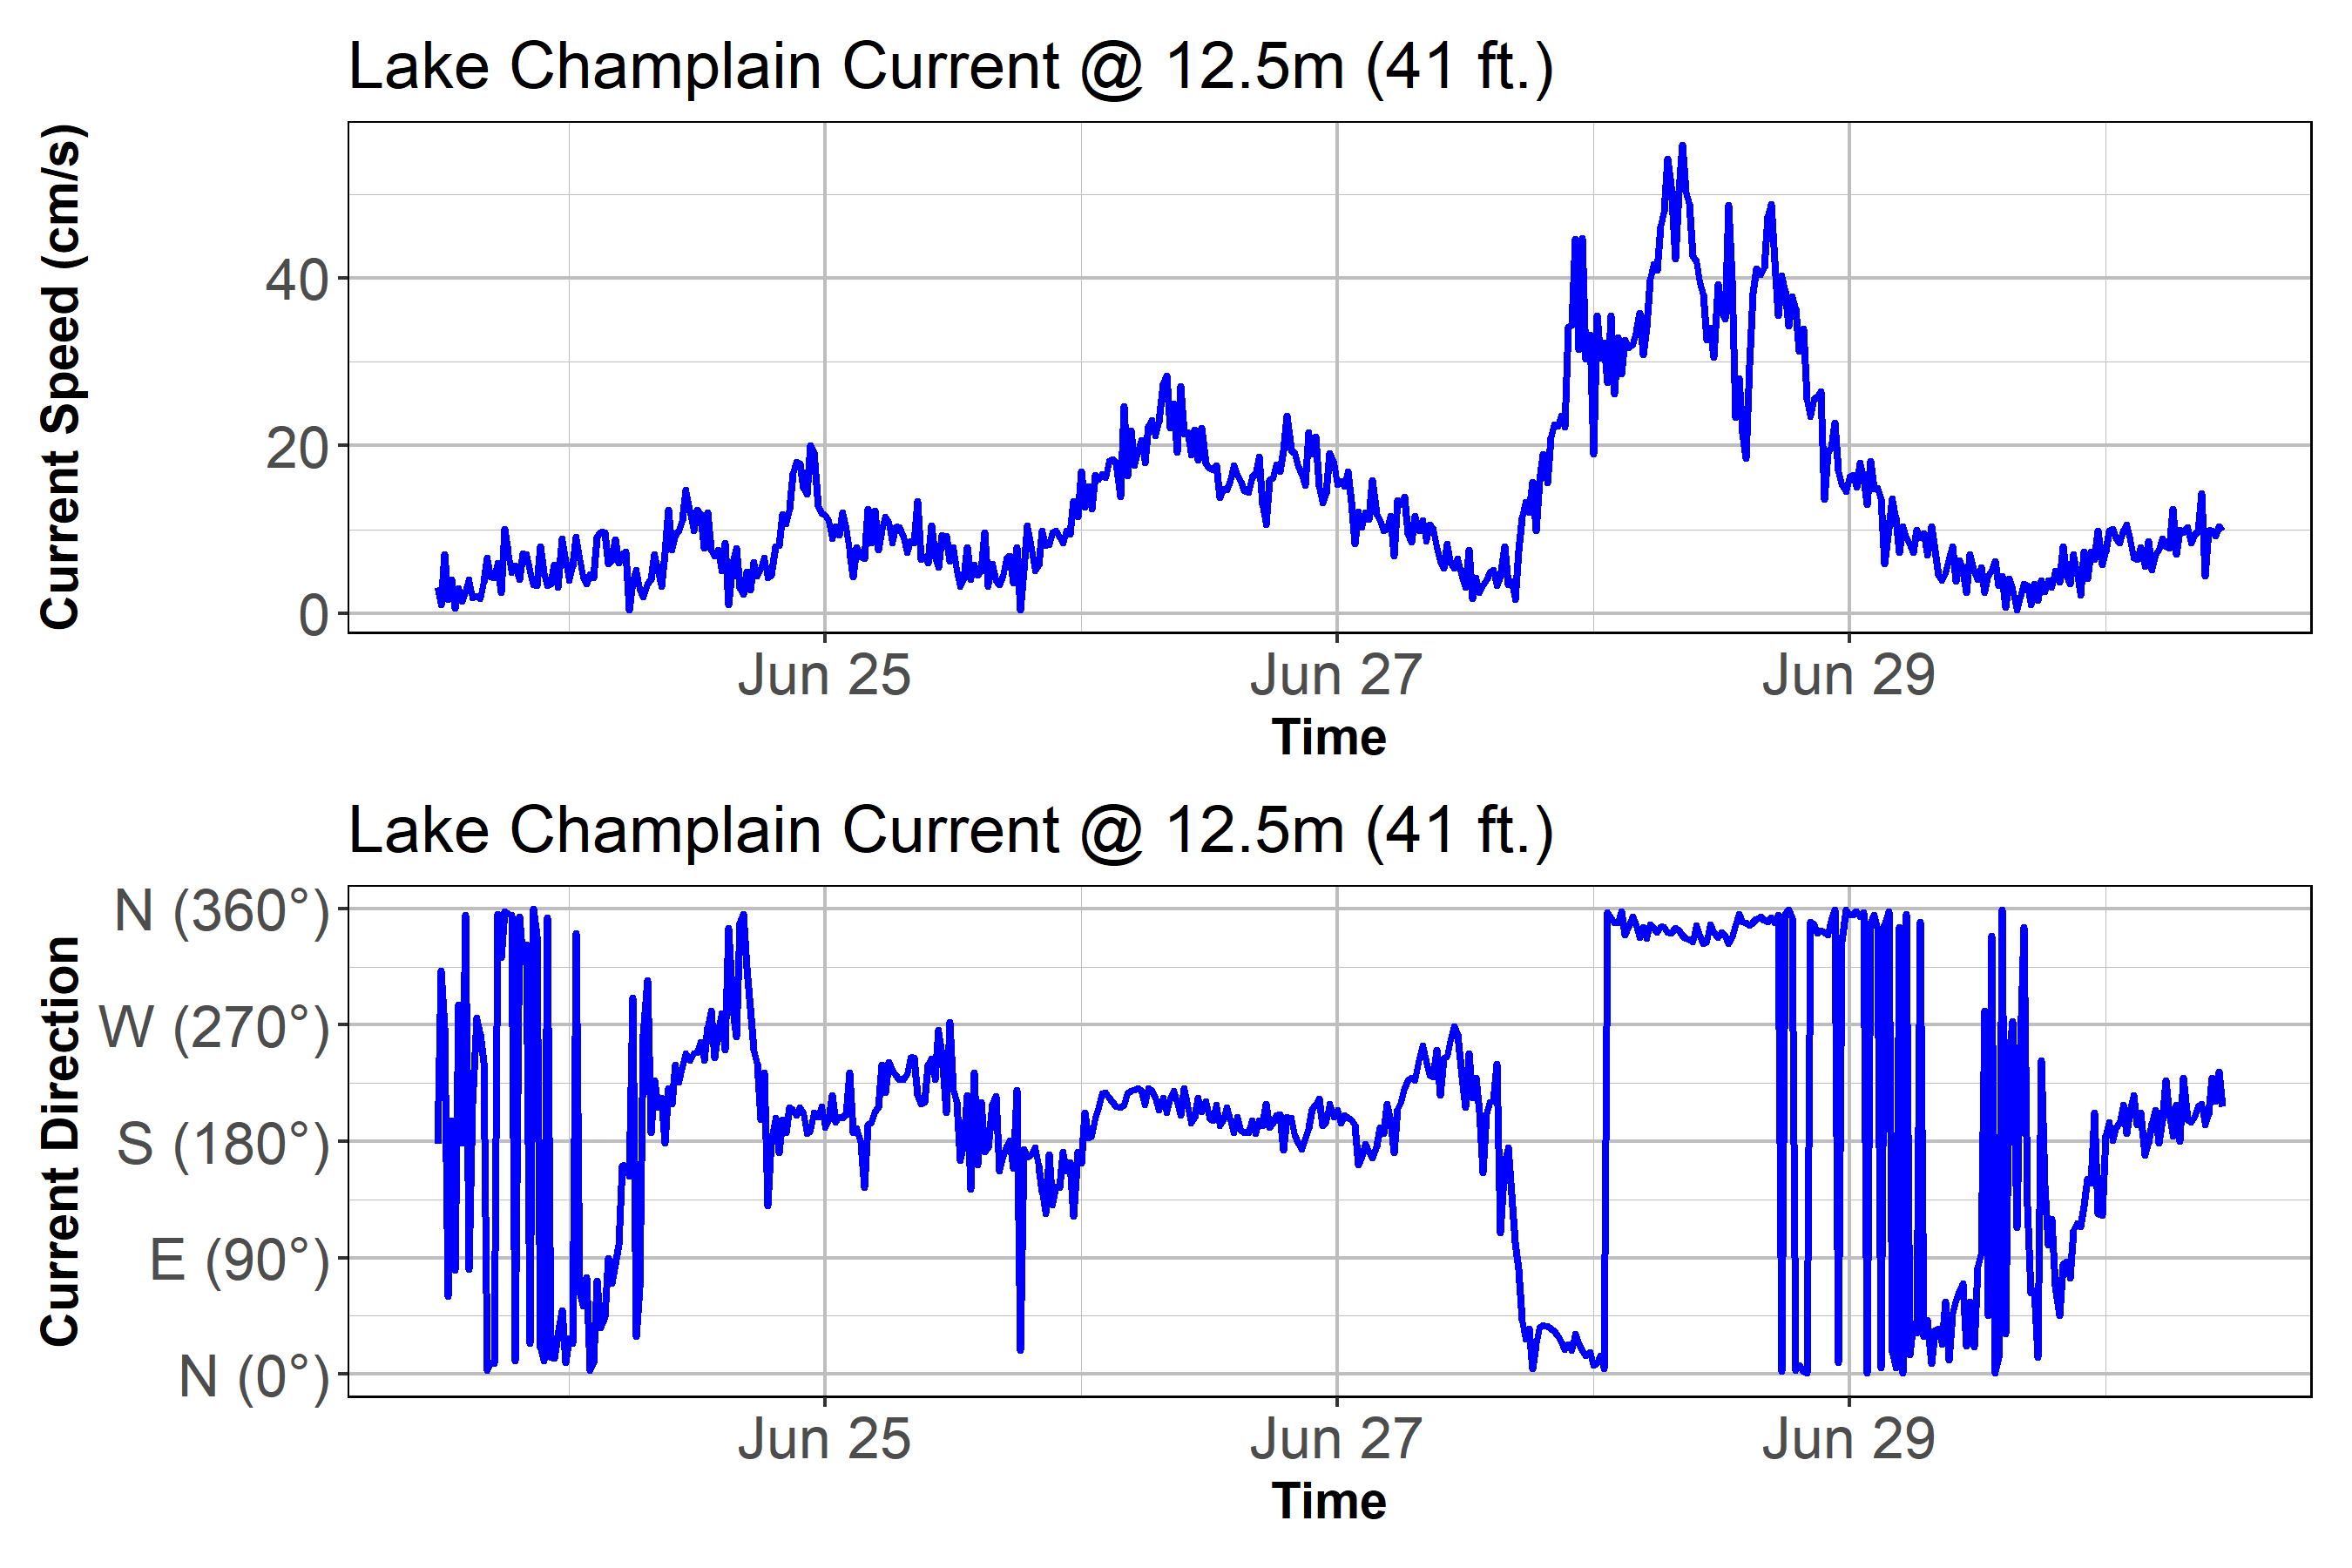 Lake Champlain Current @ 12.5m (41 ft.)
Current Speed (cm/s)
40
20
0
Jun 25
Jun 27
Jun 29
Time
Lake Champlain Current @ 12.5m (41 ft.)
Current Direction
N (360°)
W (270°)
S (180°)
E (90°)
N (0°)
Jun 25
Jun 27
Jun 29
Time